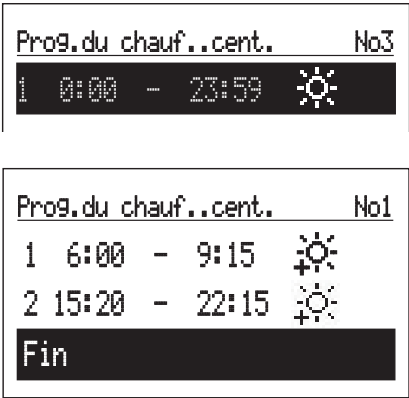 Prog.du chauf..cent. No3
1 0:00 - 23:59
Prog.du chauf..cent. No1
1 6:00 - 9:15
2 15:20 - 22:15
Fin